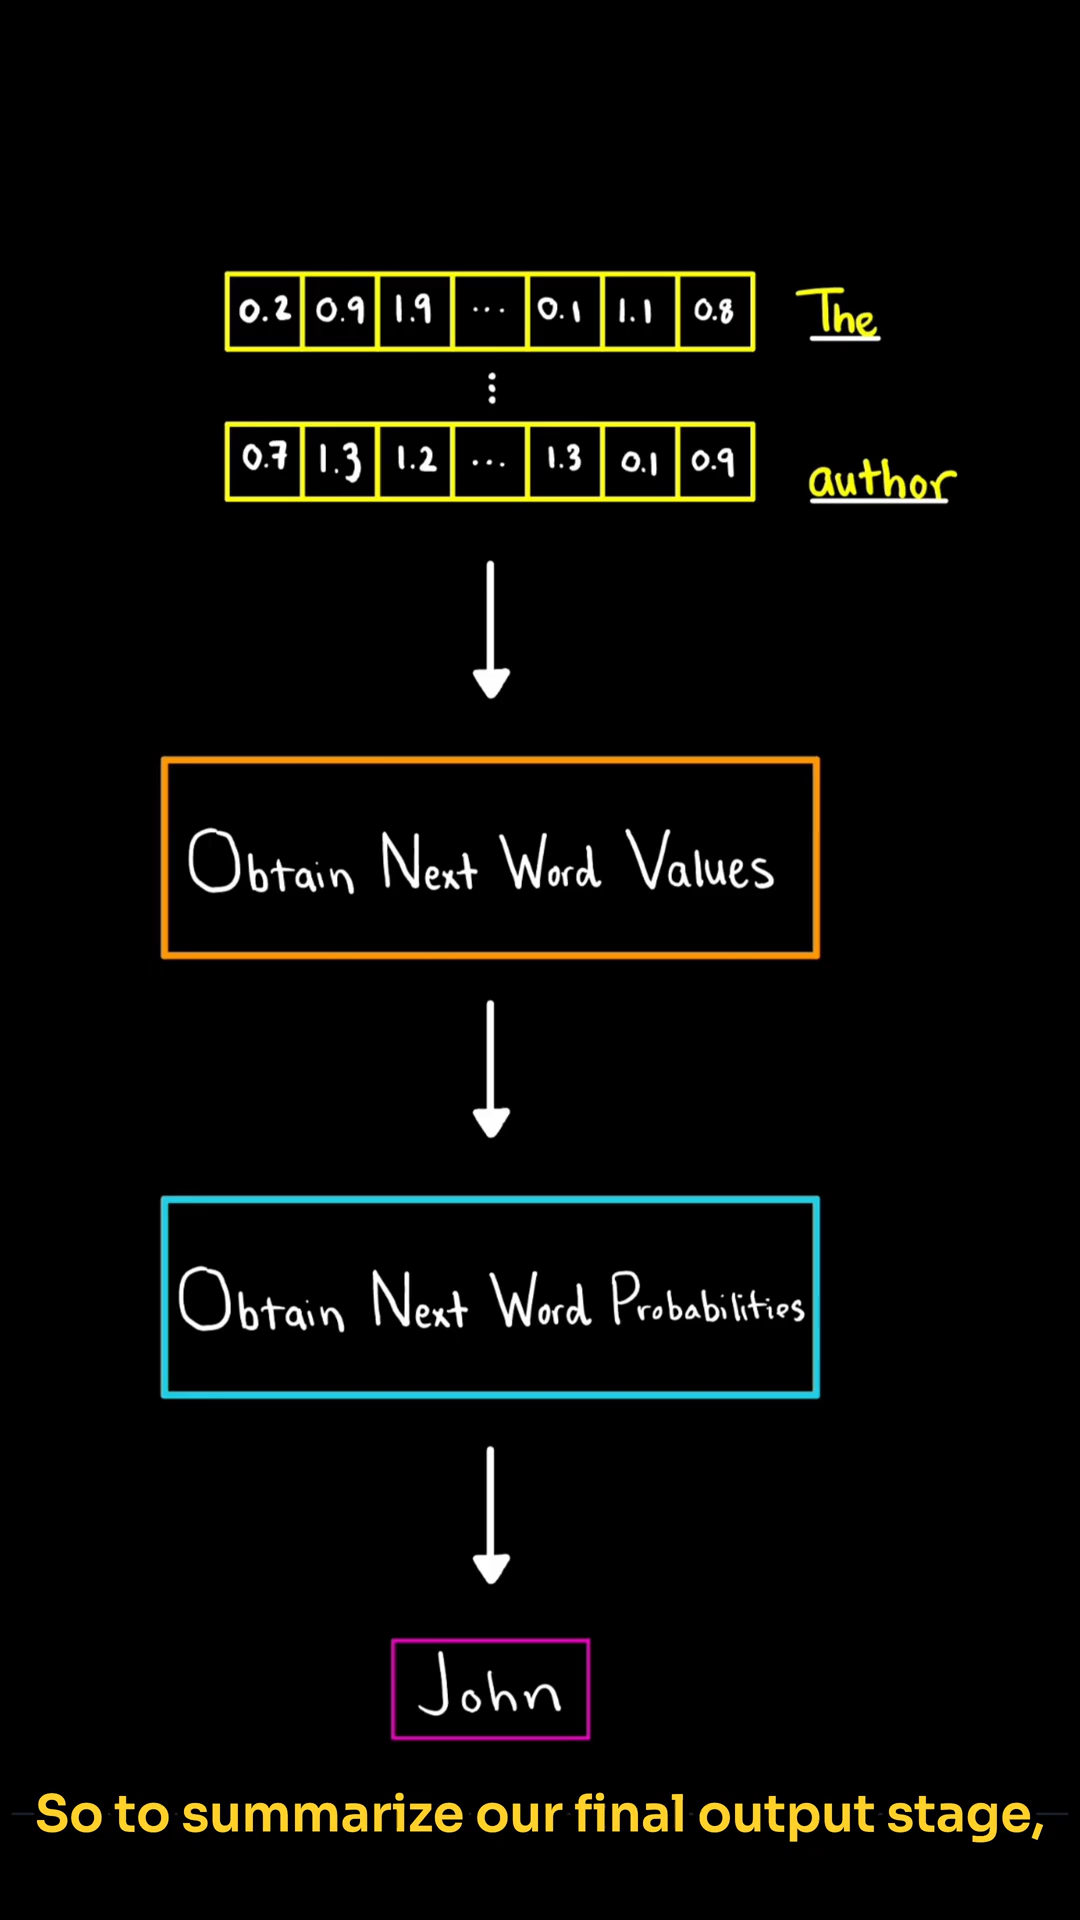 0.2 0.9 1.9 ... 0.1 1.1 0.8 The
⋮
0.7 1.3 1.2 ... 1.3 0.1 0.9 author
Obtain Next Word Values
Obtain Next Word Probabilities
John
So to summarize our final output stage,